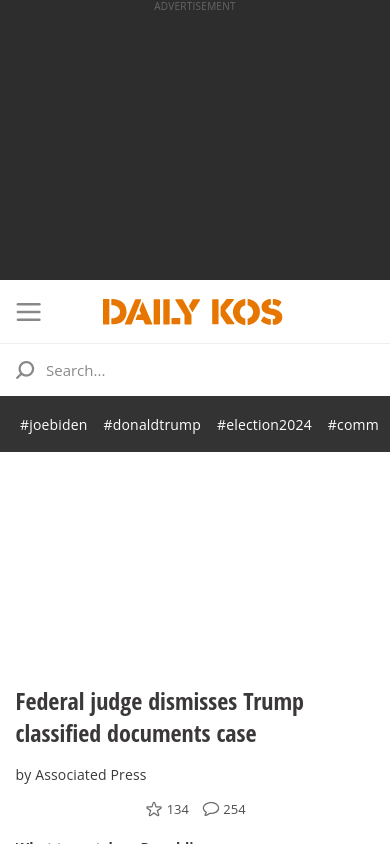 ADVERTISEMENT
DAILY KOS
Search...
#joebiden #donaldtrump #election2024 #comm
Federal judge dismisses Trump
classified documents case
by Associated Press
134 254